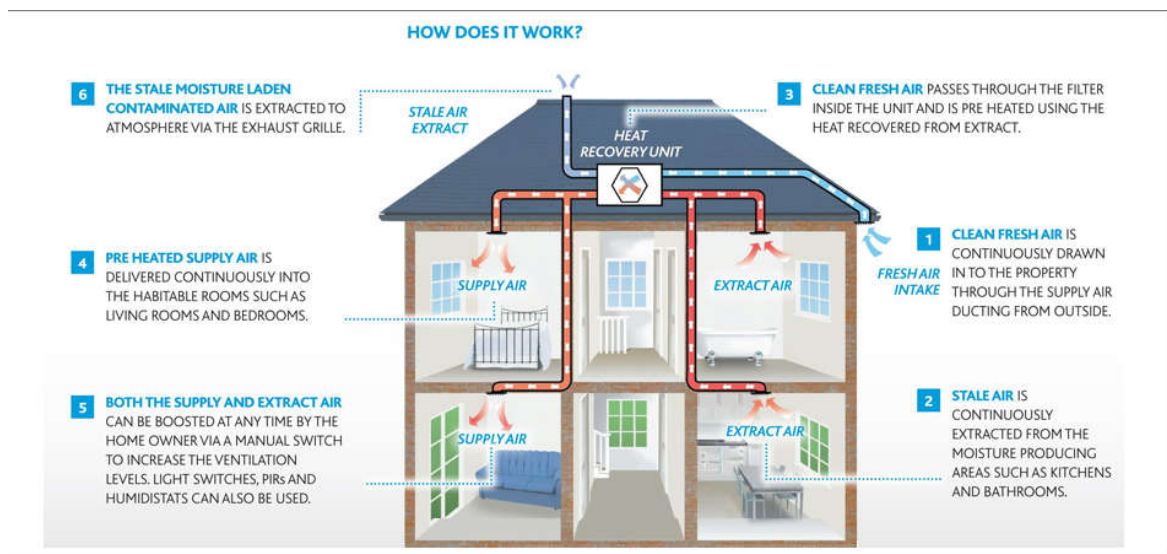 HOW DOES IT WORK?
6
THE STALE MOISTURE LADEN
CONTAMINATED AIR IS EXTRACTED TO
ATMOSPHERE VIA THE EXHAUST GRILLE.
STALE AIR
EXTRACT
HEAT
RECOVERY UNIT
3
CLEAN FRESH AIR PASSES THROUGH THE FILTER
INSIDE THE UNIT AND IS PRE HEATED USING THE
HEAT RECOVERED FROM EXTRACT.
4
PRE HEATED SUPPLY AIR IS
DELIVERED CONTINUOUSLY INTO
THE HABITABLE ROOMS SUCH AS
LIVING ROOMS AND BEDROOMS.
SUPPLY AIR
EXTRACT AIR
FRESH AIR
INTAKE
1
CLEAN FRESH AIR IS
CONTINUOUSLY DRAWN
IN TO THE PROPERTY
THROUGH THE SUPPLY AIR
DUCTING FROM OUTSIDE.
5
BOTH THE SUPPLY AND EXTRACT AIR
CAN BE BOOSTED AT ANY TIME BY THE
HOME OWNER VIA A MANUAL SWITCH
TO INCREASE THE VENTILATION
LEVELS. LIGHT SWITCHES, PIRs AND
HUMIDISTATS CAN ALSO BE USED.
SUPPLY AIR
EXTRACT AIR
2
STALE AIR IS
CONTINUOUSLY
EXTRACTED FROM THE
MOISTURE PRODUCING
AREAS SUCH AS KITCHENS
AND BATHROOMS.